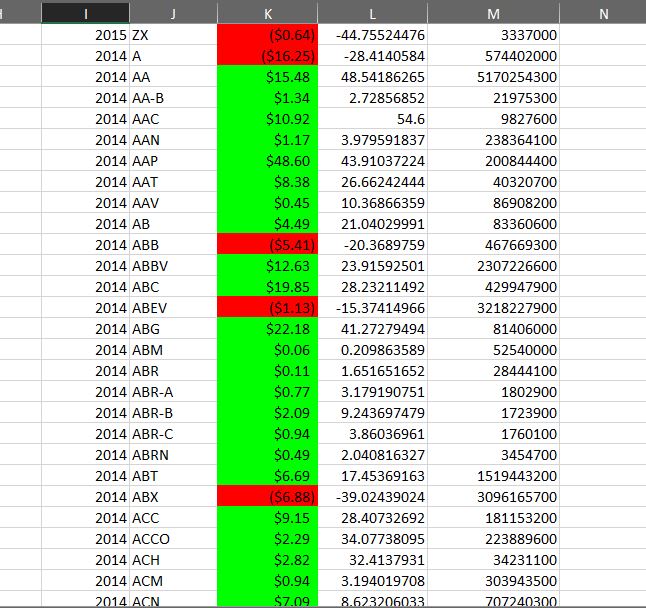 I J K L M N
2015 ZX ($0.64) -44.75524476 3337000
2014 A ($16.25) -28.4140584 574402000
2014 AA $15.48 48.54186265 5170254300
2014 AA-B $1.34 2.72856852 21975300
2014 AAC $10.92 54.6 9827600
2014 AAN $1.17 3.979591837 238364100
2014 AAP $48.60 43.91037224 200844400
2014 AAT $8.38 26.66242444 40320700
2014 AAV $0.45 10.36866359 86908200
2014 AB $4.49 21.04029991 83360600
2014 ABB ($5.41) -20.3689759 467669300
2014 ABBV $12.63 23.91592501 2307226600
2014 ABC $19.85 28.23211492 429947900
2014 ABEV ($1.13) -15.37414966 3218227900
2014 ABG $22.18 41.27279494 81406000
2014 ABM $0.06 0.209863589 52540000
2014 ABR $0.11 1.651651652 28444100
2014 ABR-A $0.77 3.179190751 1802900
2014 ABR-B $2.09 9.243697479 1723900
2014 ABR-C $0.94 3.86036961 1760100
2014 ABRN $0.49 2.040816327 3454700
2014 ABT $6.69 17.45369163 1519443200
2014 ABX ($6.88) -39.02439024 3096165700
2014 ACC $9.15 28.40732692 181153200
2014 ACCO $2.29 34.07738095 223889600
2014 ACH $2.82 32.4137931 34231100
2014 ACM $0.94 3.194019708 303943500
2014 ACN $7.09 8.623206033 707240300